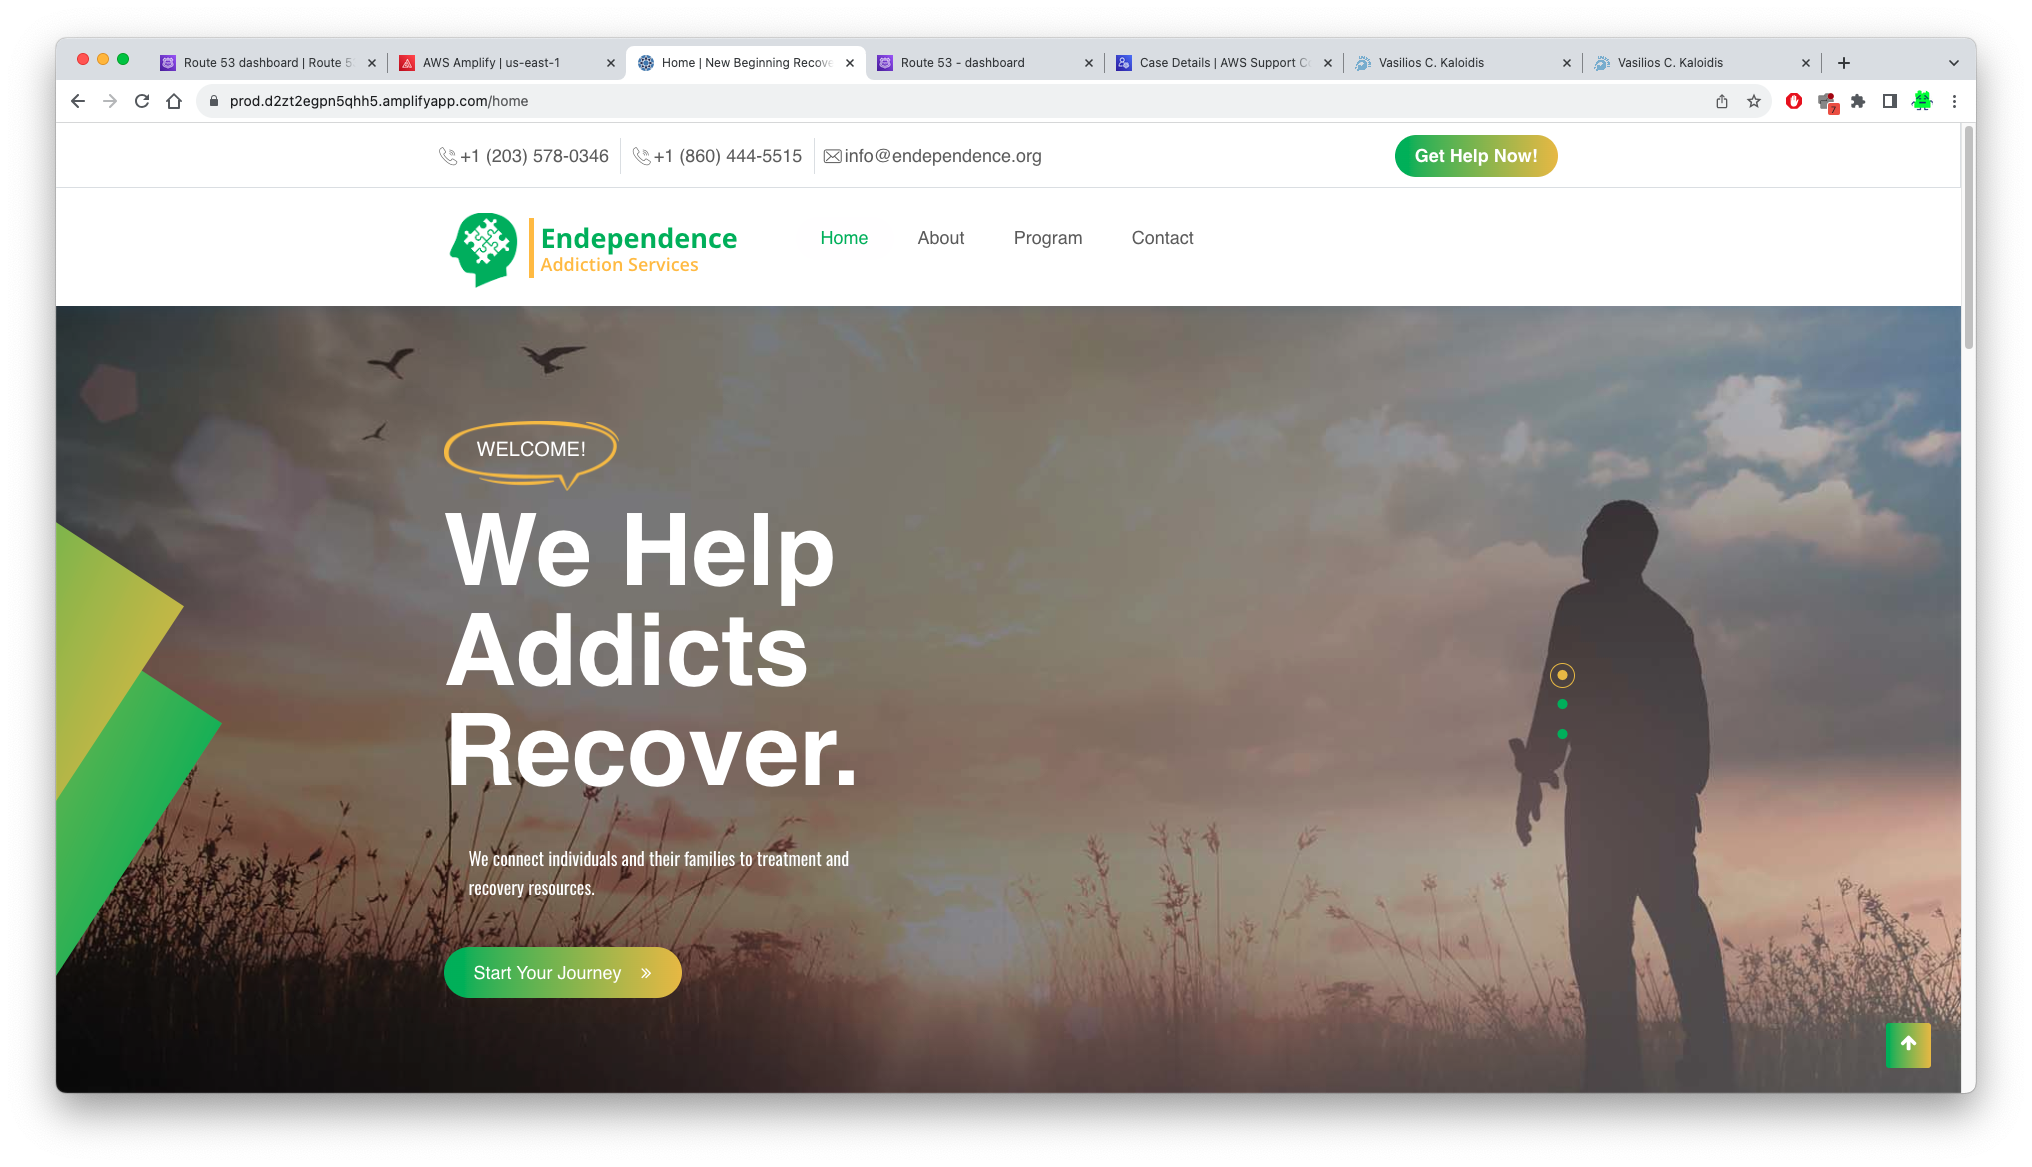 Route 53 dashboard | Route 5
AWS Amplify | us-east-1
Home | New Beginning Recove
Route 53 - dashboard
Case Details | AWS Support C
Vasilios C. Kaloidis
Vasilios C. Kaloidis
prod.d2zt2egpn5qhh5.amplifyapp.com/home
7
+1 (203) 578-0346
+1 (860) 444-5515
info@endependence.org
Get Help Now!
Endependence
Addiction Services
Home
About
Program
Contact
WELCOME!
We Help
Addicts
Recover.
We connect individuals and their families to treatment and
recovery resources.
Start Your Journey »